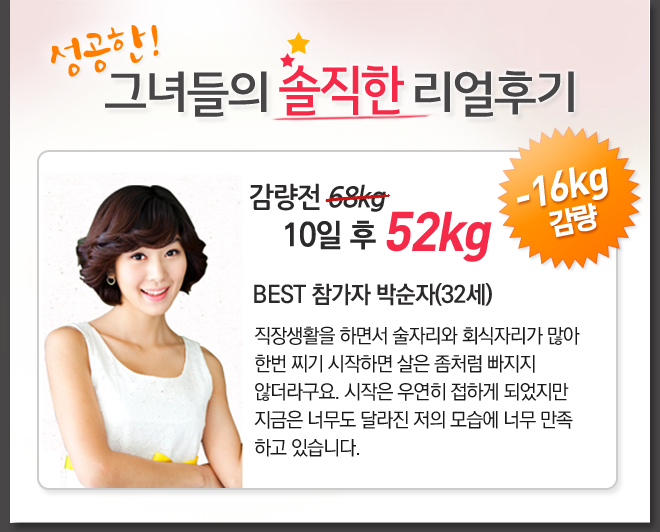 성공한!
그녀들의 솔직한 리얼후기
-16kg
감량
감량전 68kg
10일 후 52kg
BEST 참가자 박순자(32세)
직장생활을 하면서 술자리와 회식자리가 많아
한번 찌기 시작하면 살은 좀처럼 빠지지
않더라구요. 시작은 우연히 접하게 되었지만
지금은 너무도 달라진 저의 모습에 너무 만족
하고 있습니다.